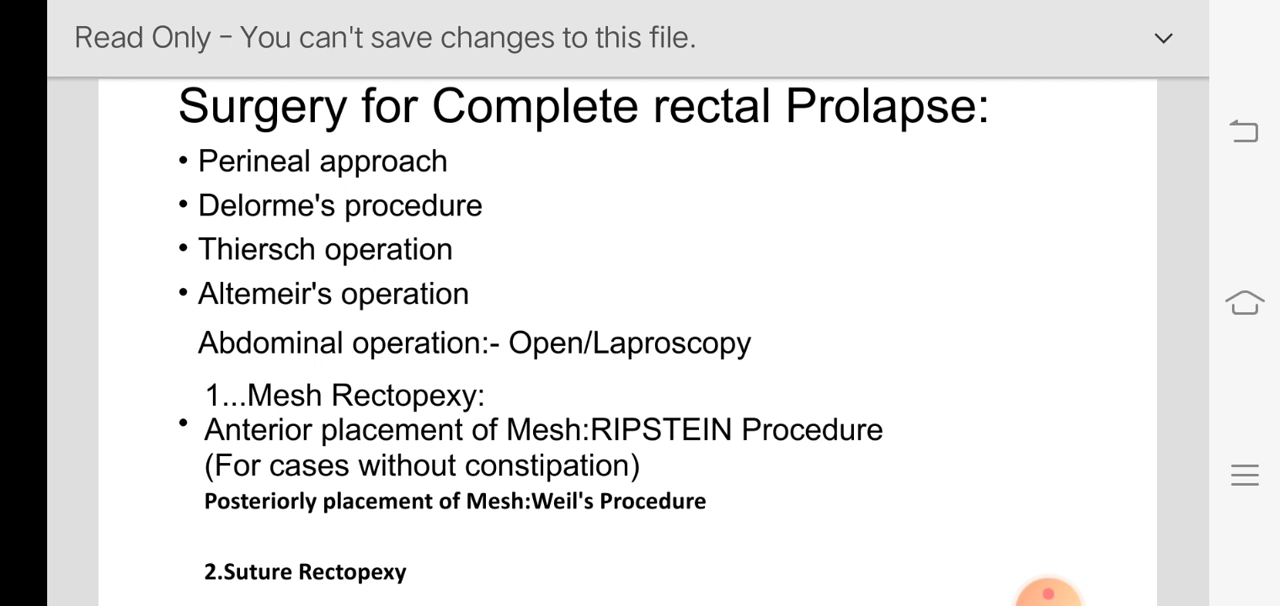 Read Only - You can't save changes to this file.
Surgery for Complete rectal Prolapse:
• Perineal approach
• Delorme's procedure
• Thiersch operation
• Altemeir's operation
Abdominal operation:- Open/Laproscopy
1...Mesh Rectopexy:
• Anterior placement of Mesh:RIPSTEIN Procedure
(For cases without constipation)
Posteriorly placement of Mesh:Weil's Procedure
2.Suture Rectopexy